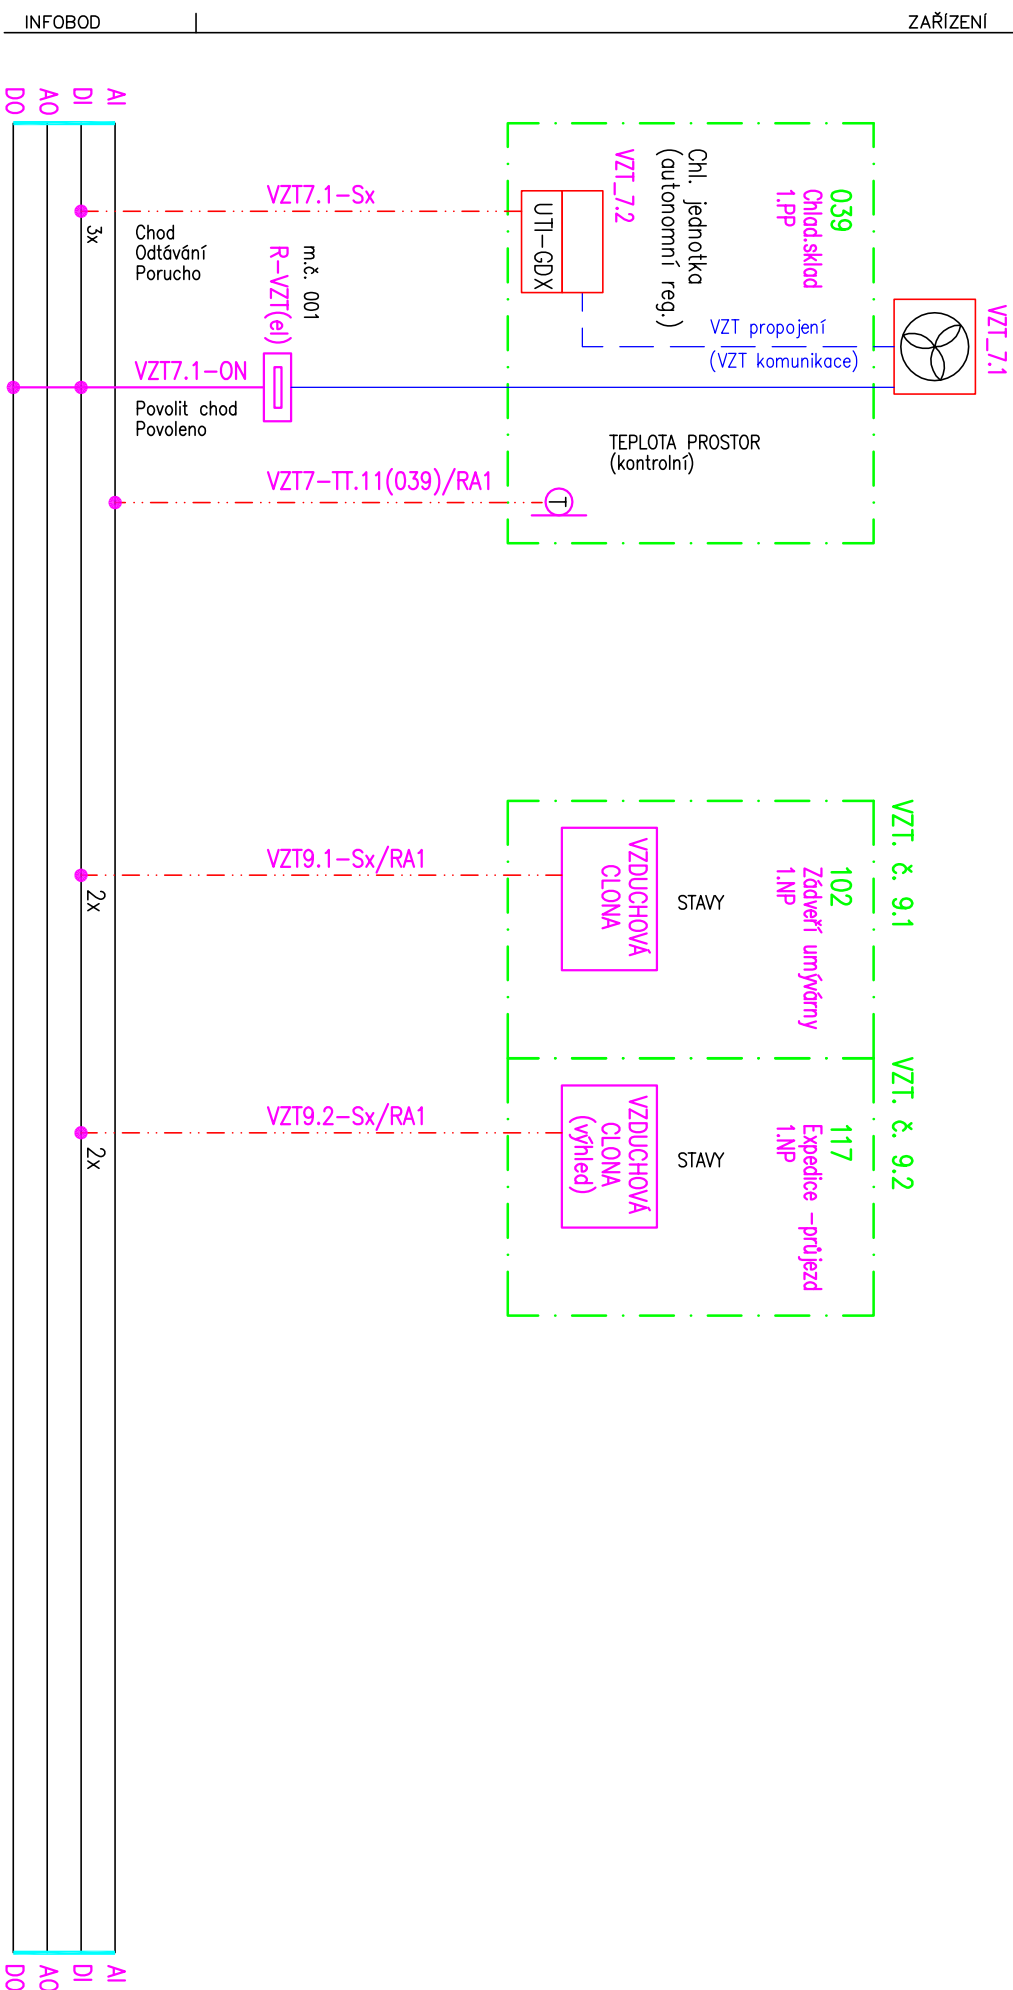 INFOBOD
ZAŘÍZENÍ
DO
AO
DI
AI
VZT_7.1
039
Chlad.sklad
1.PP
Chl. jednotka
(autonomní reg.)
VZT_7.2
UTI-GDX
VZT7.1-Sx
3x
Chod
Odtávání
Porucho
m.č. 001
R-VZT(el)
VZT propojení
(VZT komunikace)
VZT7.1-ON
Povolit chod
Povoleno
TEPLOTA PROSTOR
(kontrolní)
VZT7-TT.11(039)/RA1
T
VZT. č. 9.1
102
Zádveří umývárny
1.NP
STAVY
VZDUCHOVÁ
CLONA
VZT9.1-Sx/RA1
2x
VZT. č. 9.2
117
Expedice -průjezd
1.NP
STAVY
VZDUCHOVÁ
CLONA
(výhled)
VZT9.2-Sx/RA1
2x
DO
AO
DI
AI